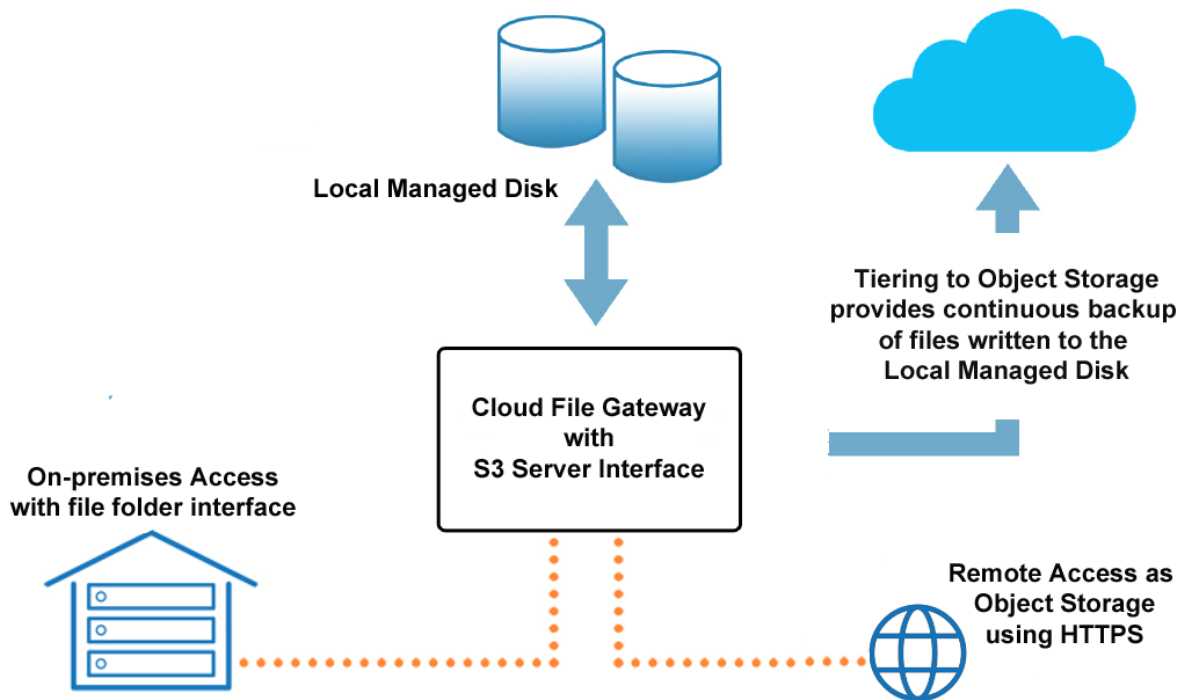 Local Managed Disk
Tiering to Object Storage
provides continuous backup
of files written to the
Local Managed Disk
Cloud File Gateway
with
S3 Server Interface
On-premises Access
with file folder interface
Remote Access as
Object Storage
using HTTPS